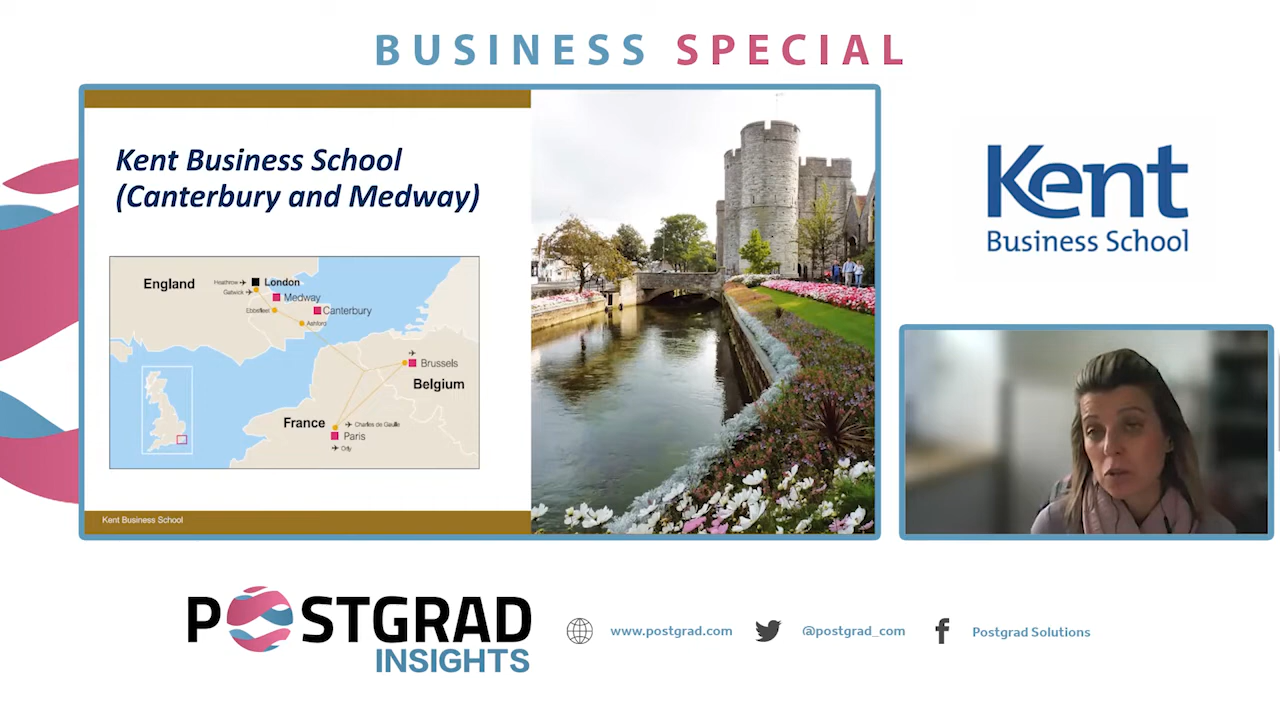 BUSINESS SPECIAL
Kent Business School
(Canterbury and Medway)
England
Heathrow
London
Gatwick
Medway
Ebbsfleet
Canterbury
Ashford
Brussels
Belgium
France
Charles de Gaulle
Paris
Orly
Kent Business School
Kent
Business School
POSTGRAD
INSIGHTS
www.postgrad.com
@postgrad_com
Postgrad Solutions